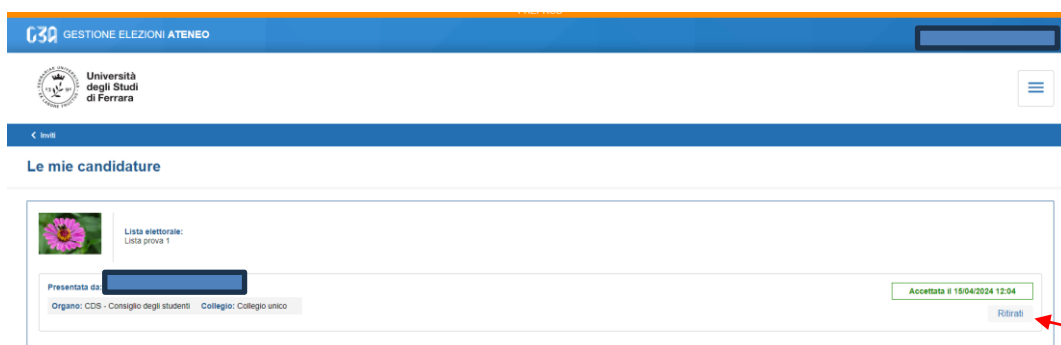 G3A GESTIONE ELEZIONI ATENEO
Università
degli Studi
di Ferrara
Inviti
Le mie candidature
Lista elettorale:
Lista prova 1
Presentata da:
Accettata il 15/04/2024 12:04
Organo: CDS - Consiglio degli studenti Collegio: Collegio unico
Ritirati